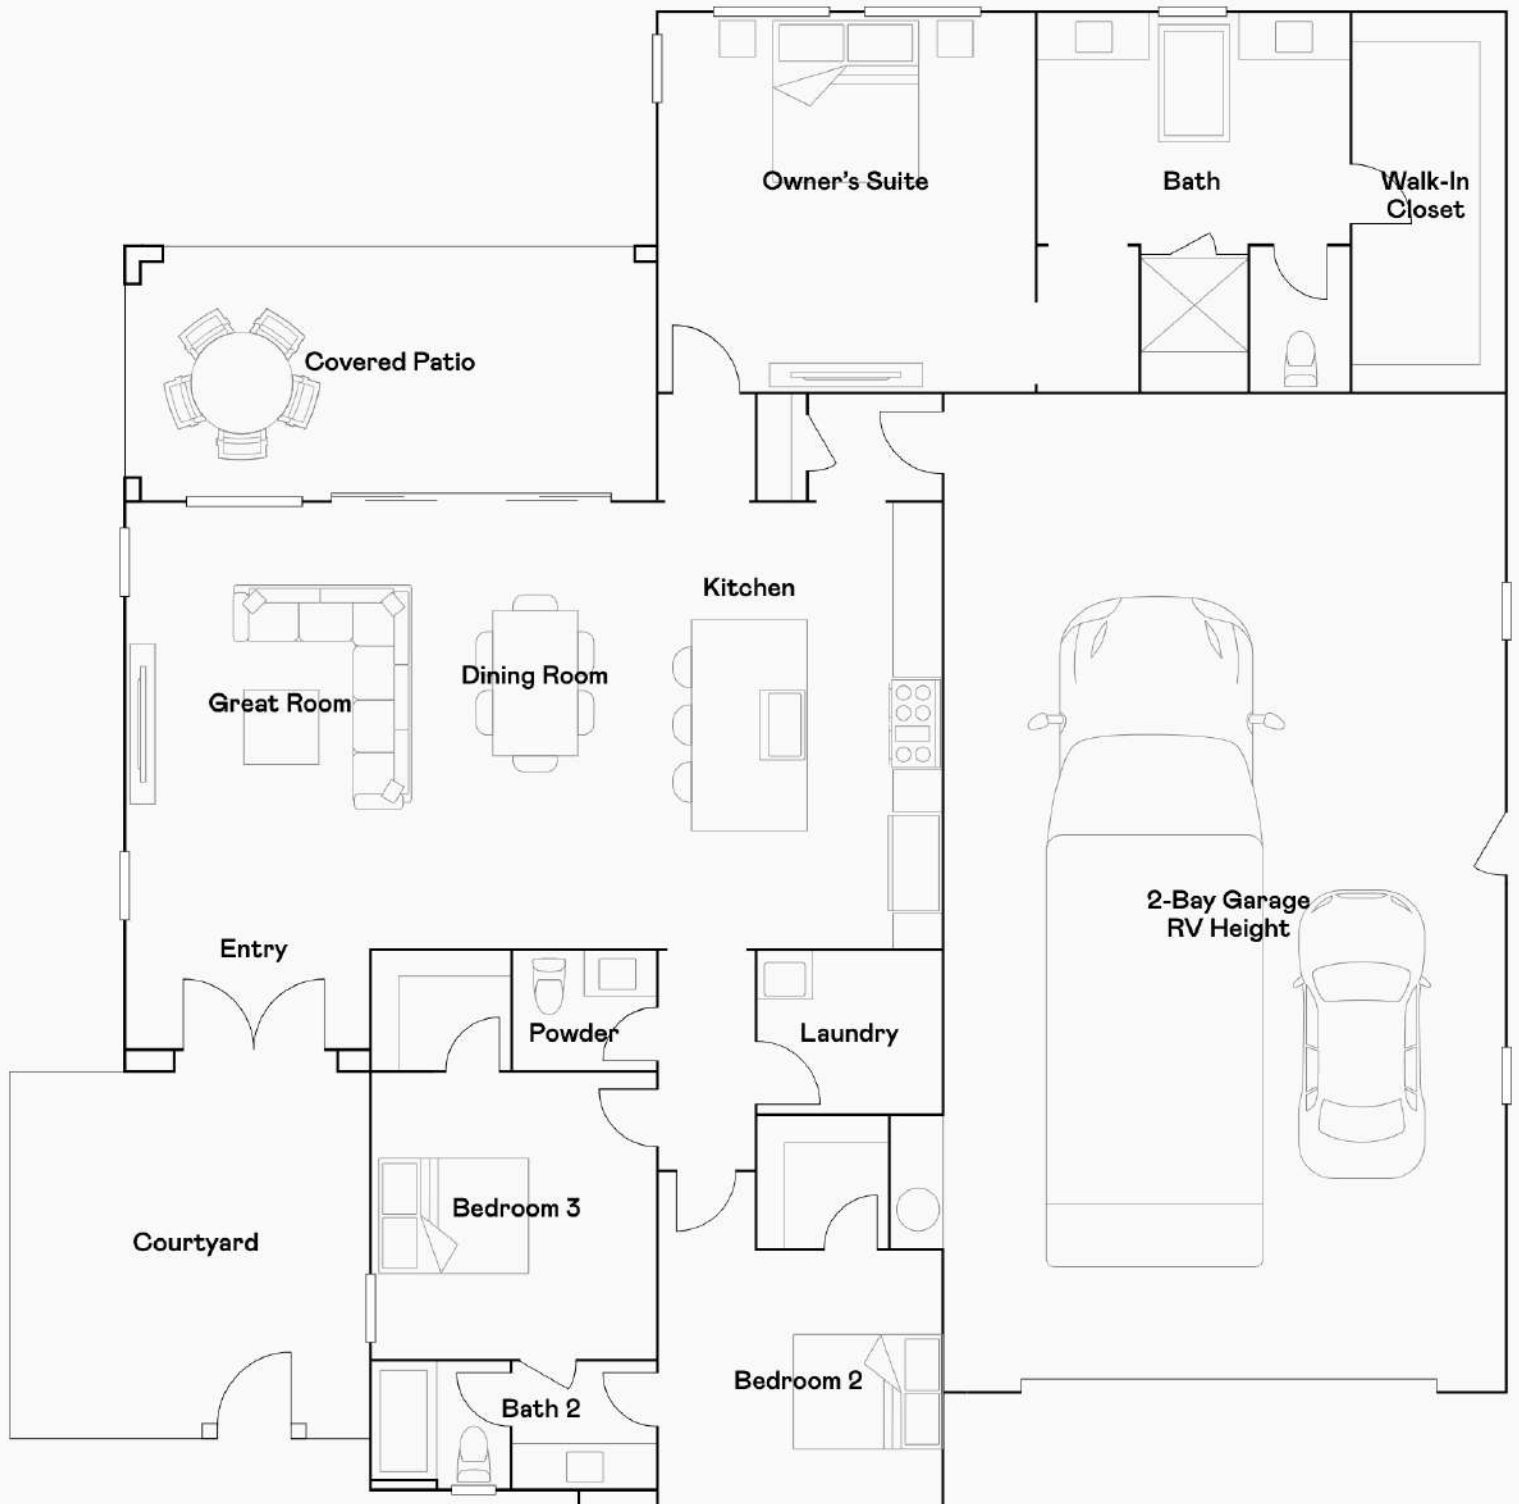 Owner's Suite
Bath
Walk-In
Closet
Covered Patio
Kitchen
Dining Room
Great Room
2-Bay Garage
RV Height
Entry
Powder
Laundry
Bedroom 3
Courtyard
Bedroom 2
Bath 2